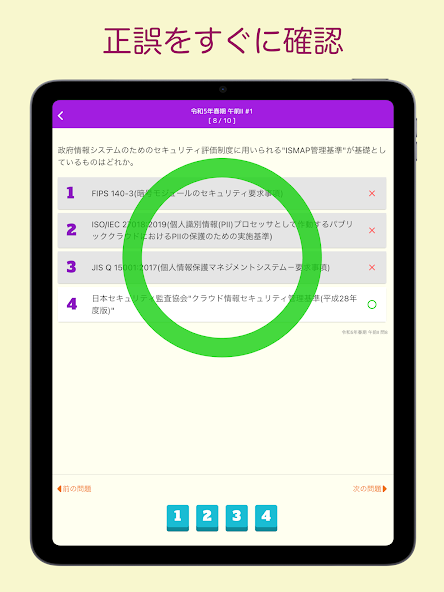 正誤をすぐに確認
令和5年春期 午前II #1
[ 8 / 10 ]
政府情報システムのためのセキュリティ評価制度に用いられる"ISMAP管理基準"が基礎とし
ているものはどれか。
1 FIPS 140-3(暗号モジュールのセキュリティ要求事項)
2 ISO/IEC 27018:2019(個人識別情報(PII)プロセッサとして作動するパブリ
ッククラウドにおけるPIIの保護のための実施基準)
3 JIS Q 15001:2017(個人情報保護マネジメントシステム－要求事項)
4 日本セキュリティ監査協会"クラウド情報セキュリティ管理基準(平成28年
度版)"
令和5年春期 午前II 問8
前の問題
次の問題
1 2 3 4